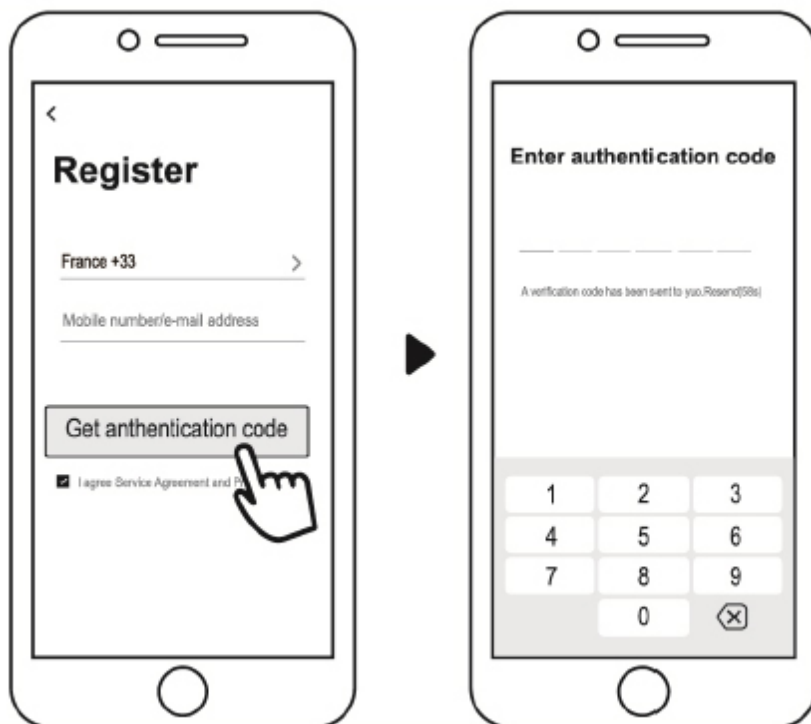 <
Register
France +33 >
Mobile number/e-mail address
Get anthentication code
I agree Service Agreement and
Enter authentication code
A verification code has been sent to yuo.Resend(58s)
1 2 3
4 5 6
7 8 9
0